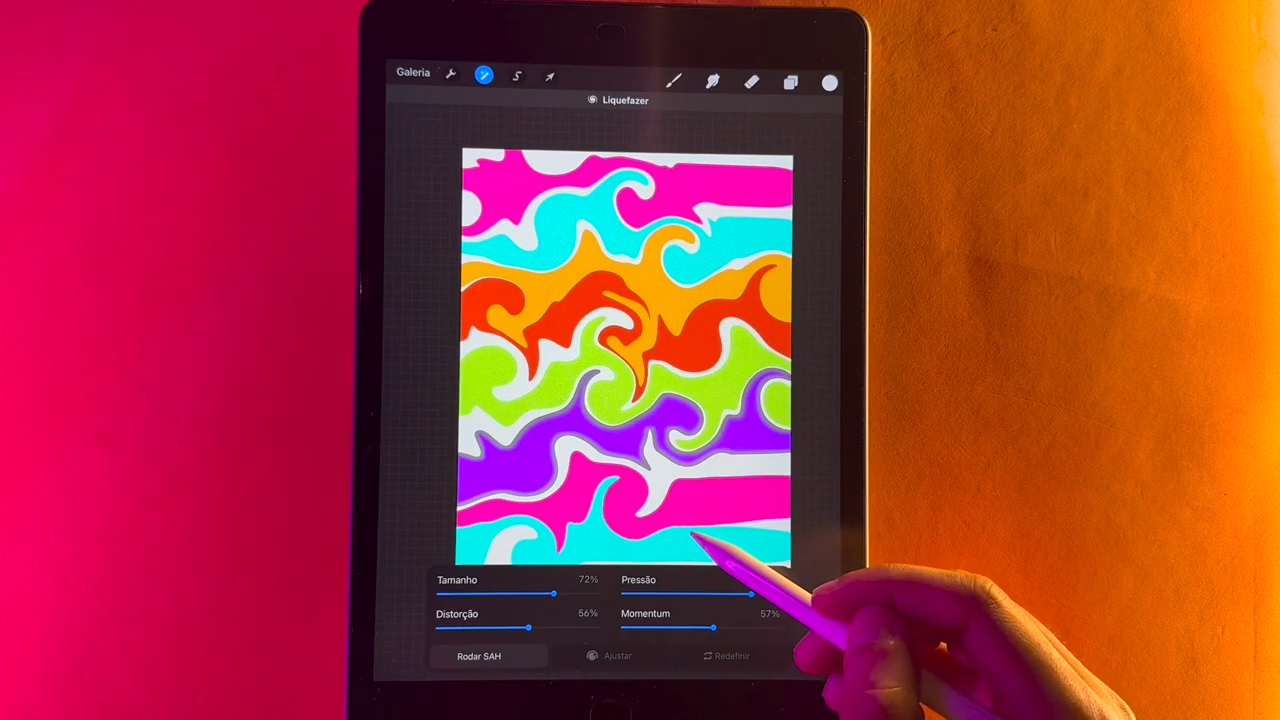 Galeria
Liquefazer
Tamanho 72% Pressão
Distorção 56% Momentum 57%
Rodar SAH Ajustar Redefinir